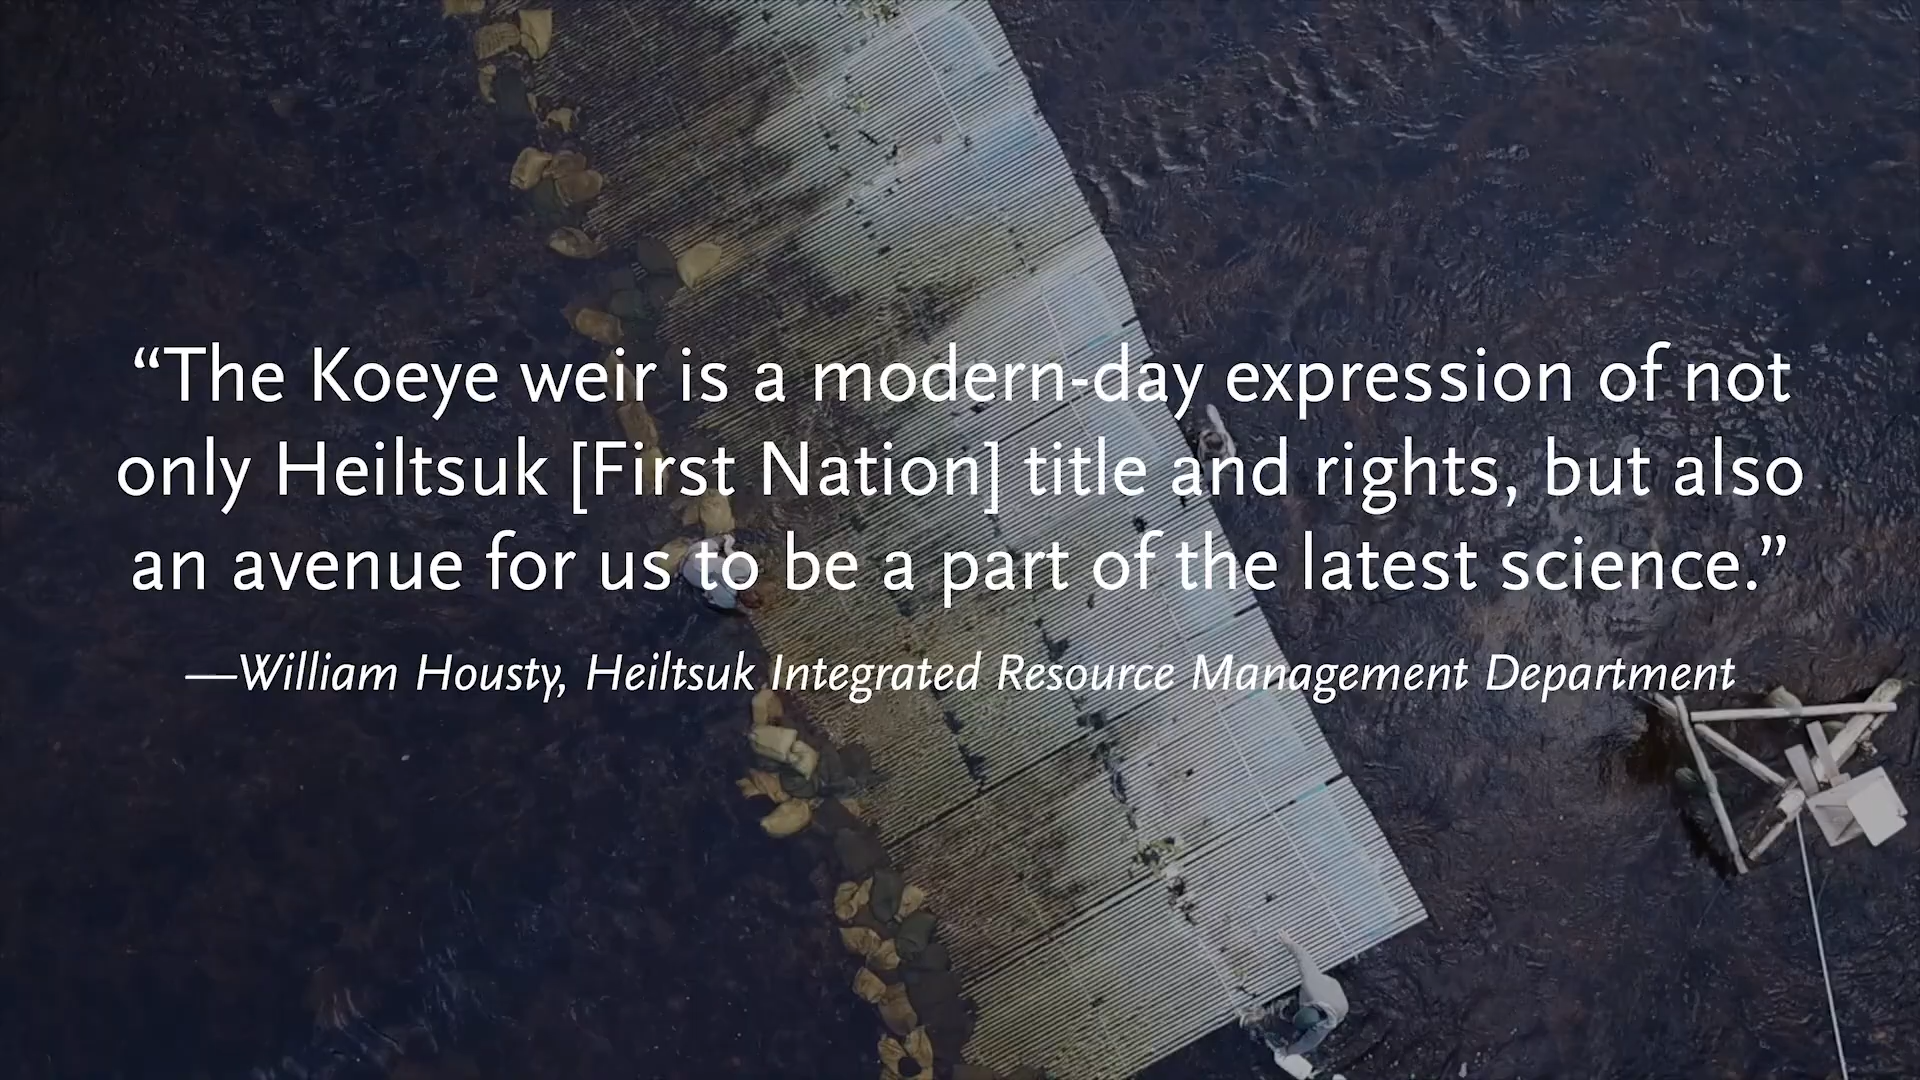 “The Koeye weir is a modern-day expression of not
only Heiltsuk [First Nation] title and rights, but also
an avenue for us to be a part of the latest science.”
—William Housty, Heiltsuk Integrated Resource Management Department